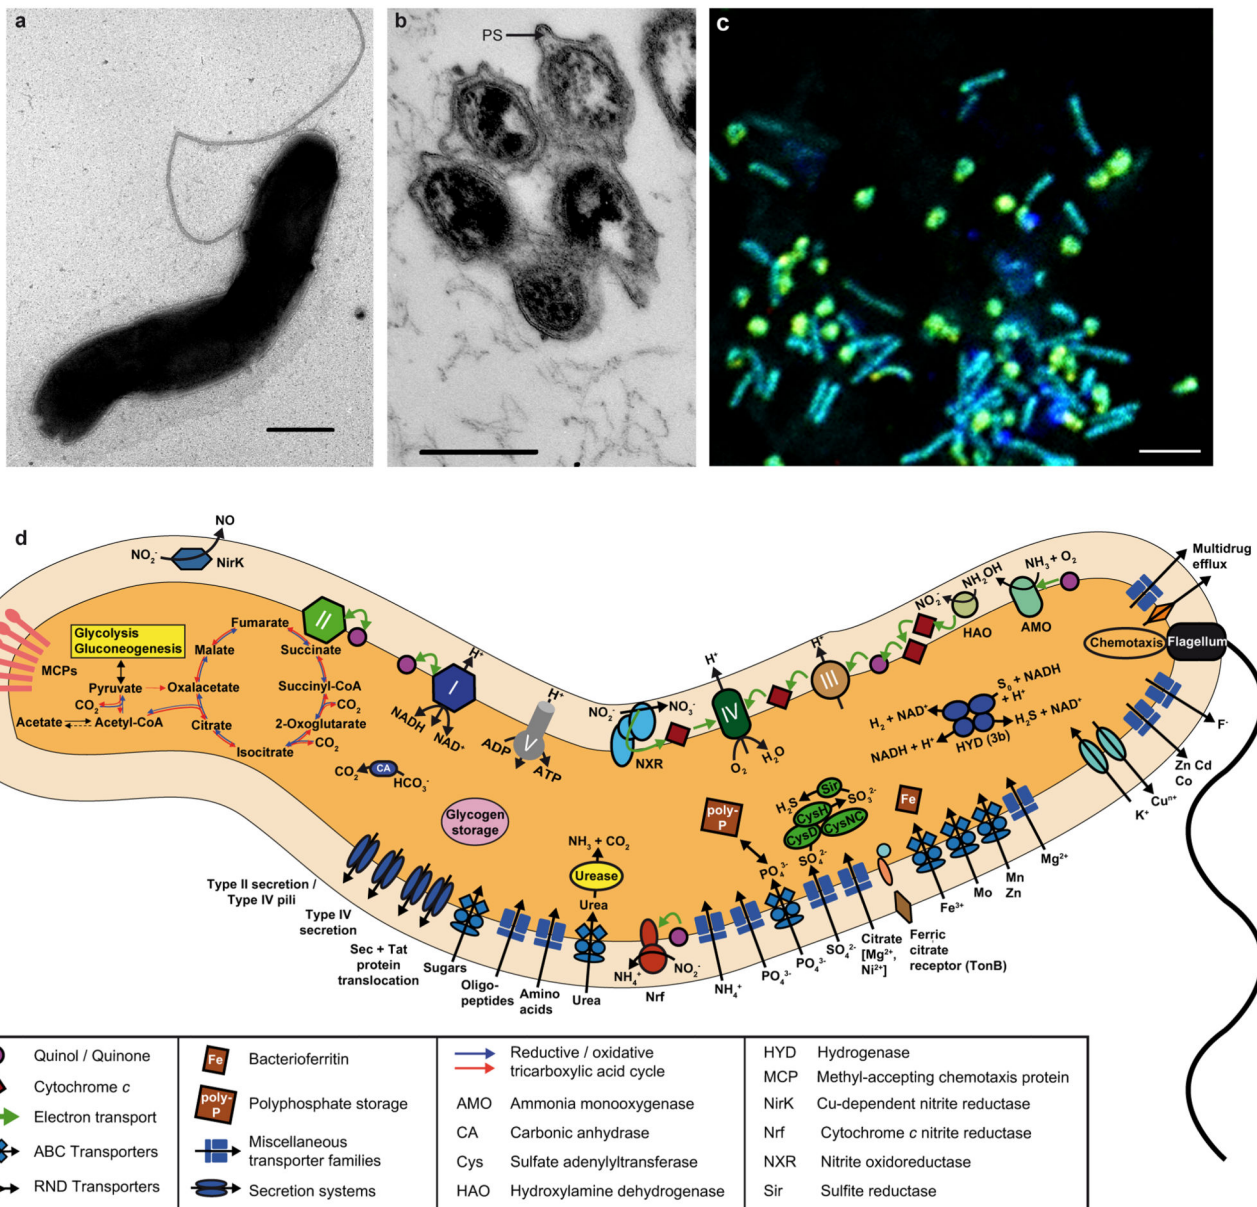 a
b
PS
c
d
NO
NO₂⁻
NirK
MCPs
Glycolysis
Gluconeogenesis
Pyruvate
CO₂
Acetate
Acetyl-CoA
Oxalacetate
Malate
Fumarate
Succinate
Succinyl-CoA
CO₂
2-Oxoglutarate
CO₂
Isocitrate
Citrate
II
I
H⁺
NADH
NAD⁺
H⁺
V
ADP
ATP
CO₂
CA
HCO₃⁻
NO₂⁻
NO₃⁻
NXR
H⁺
IV
O₂
H₂O
H⁺
III
NO₂⁻
NH₂OH
HAO
NH₃ + O₂
AMO
Multidrug
efflux
Chemotaxis
Flagellum
S₀ + NADH
+ H⁺
H₂ + NAD⁺
H₂S + NAD⁺
NADH + H⁺
HYD (3b)
F⁻
Zn Cd
Co
Cuⁿ⁺
K⁺
Glycogen
storage
NH₃ + CO₂
Urease
Urea
poly-
P
PO₄³⁻
H₂S
Sir
SO₃²⁻
CysH
CysD
CysNC
SO₄²⁻
Fe
Type II secretion /
Type IV pili
Type IV
secretion
Sec + Tat
protein
translocation
Sugars
Oligo-
peptides
Amino
acids
Urea
NH₄⁺
NO₂⁻
Nrf
NH₄⁺
PO₄³⁻
PO₄³⁻
SO₄²⁻
Citrate
[Mg²⁺,
Ni²⁺]
Ferric
citrate
receptor (TonB)
Fe³⁺
Mo
Mn
Zn
Mg²⁺
Quinol / Quinone
Cytochrome c
Electron transport
ABC Transporters
RND Transporters
Fe Bacterioferritin
poly-
P Polyphosphate storage
Miscellaneous
transporter families
Secretion systems
Reductive / oxidative
tricarboxylic acid cycle
AMO Ammonia monooxygenase
CA Carbonic anhydrase
Cys Sulfate adenylyltransferase
HAO Hydroxylamine dehydrogenase
HYD Hydrogenase
MCP Methyl-accepting chemotaxis protein
NirK Cu-dependent nitrite reductase
Nrf Cytochrome c nitrite reductase
NXR Nitrite oxidoreductase
Sir Sulfite reductase